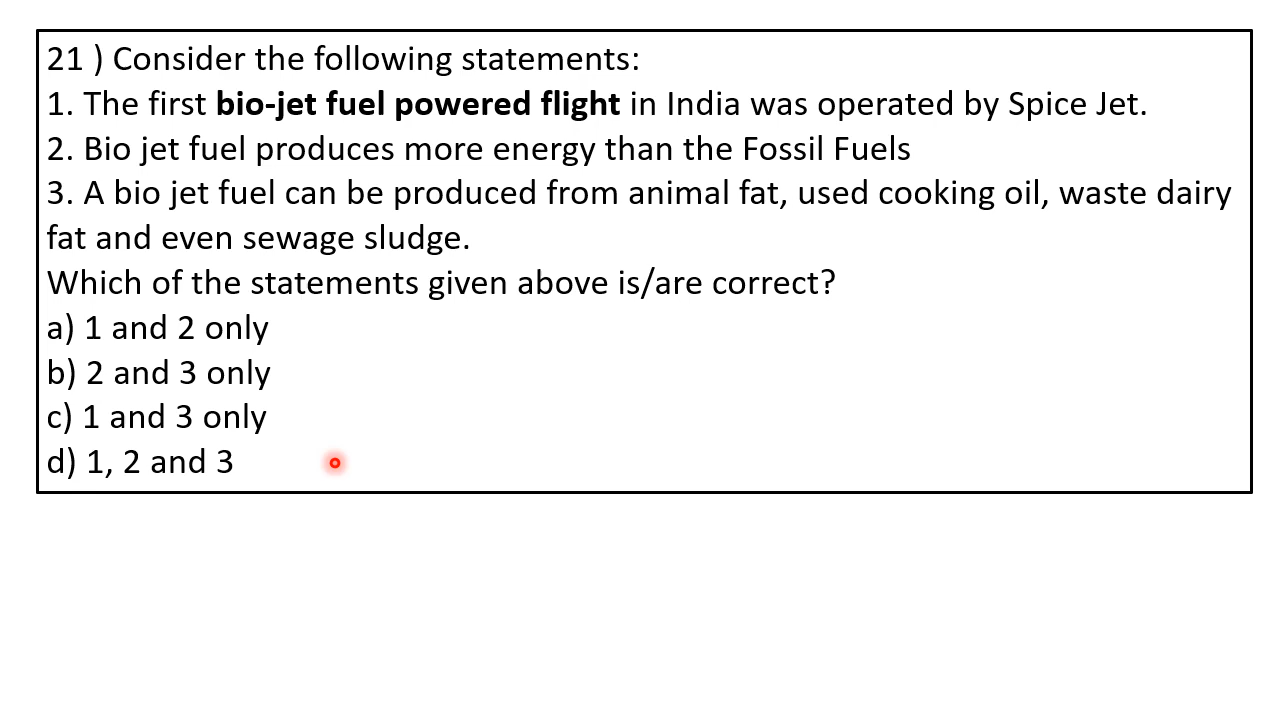 21 ) Consider the following statements:
1. The first bio-jet fuel powered flight in India was operated by Spice Jet.
2. Bio jet fuel produces more energy than the Fossil Fuels
3. A bio jet fuel can be produced from animal fat, used cooking oil, waste dairy
fat and even sewage sludge.
Which of the statements given above is/are correct?
a) 1 and 2 only
b) 2 and 3 only
c) 1 and 3 only
d) 1, 2 and 3